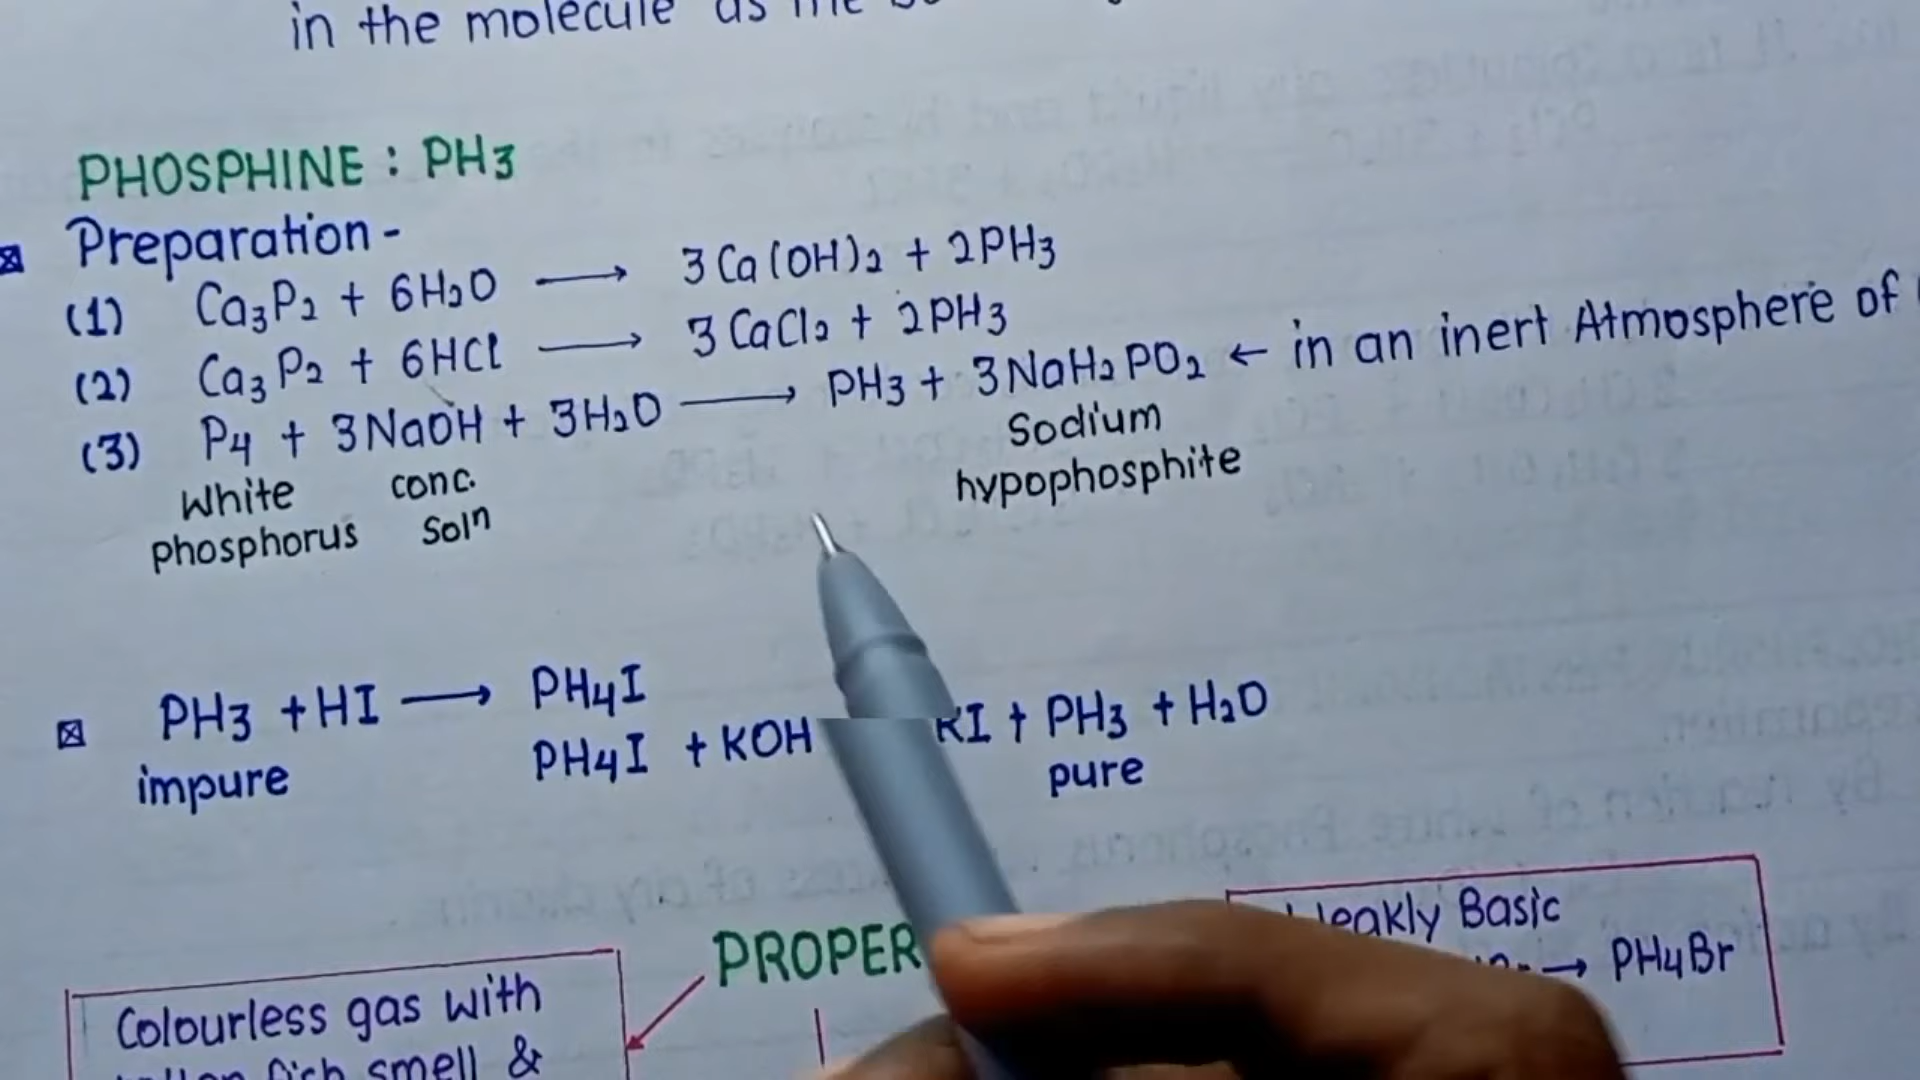 in the molecule as the
PHOSPHINE : PH3
Preparation -
(1) Ca3P2 + 6H2O ⟶ 3Ca(OH)2 + 2PH3
(2) Ca3P2 + 6HCl ⟶ 3CaCl2 + 2PH3
(3) P4 + 3NaOH + 3H2O ⟶ PH3 + 3NaH2PO2 ← in an inert Atmosphere of
White phosphorus
conc. Solⁿ
Sodium hypophosphite
PH3 + HI ⟶ PH4I
impure
PH4I + KOH KI + PH3 + H2O
pure
PROPER
Weakly Basic
→ PH4Br
Colourless gas with
smell &